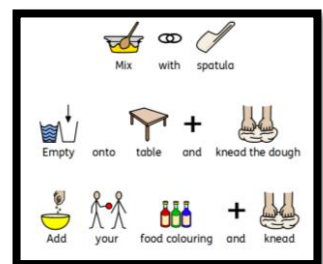 Mix with spatula
Empty onto table and knead the dough
Add your food colouring and knead